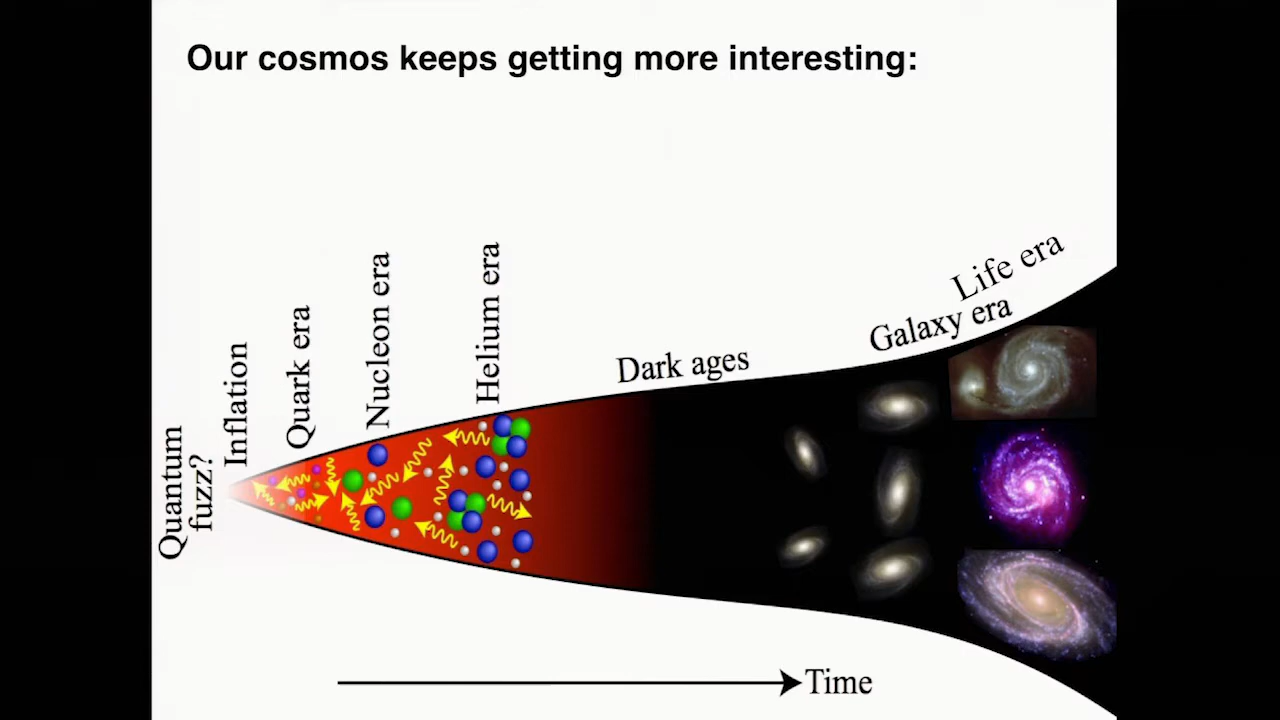 Our cosmos keeps getting more interesting:
Quantum
fuzz?
Inflation
Quark era
Nucleon era
Helium era
Dark ages
Galaxy era
Life era
Time